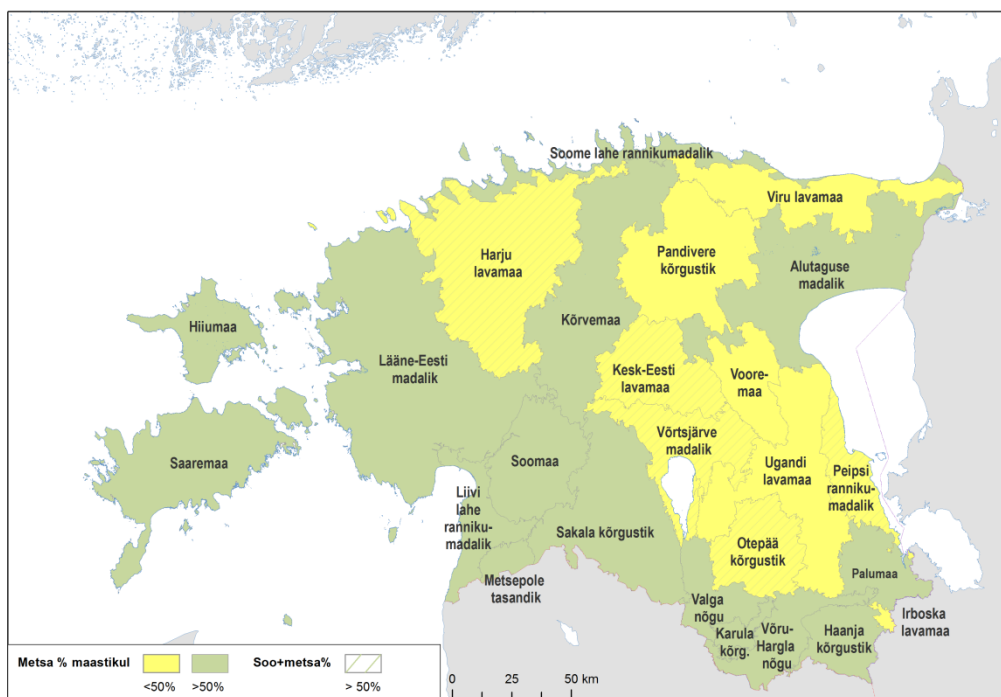 Soome lahe rannikumadalik
Viru lavamaa
Harju
lavamaa
Pandivere
kõrgustik
Alutaguse
madalik
Hiiumaa
Kõrvemaa
Lääne-Eesti
madalik
Kesk-Eesti
lavamaa
Voore-
maa
Võrtsjärve
madalik
Saaremaa
Soomaa
Ugandi
lavamaa
Peipsi
ranniku-
madalik
Liivi
lahe
ranniku-
madalik
Sakala kõrgustik
Otepää
kõrgustik
Metsepole
tasandik
Palumaa
Valga
nõgu
Karula
kõrg.
Võru-
Hargla
nõgu
Haanja
kõrgustik
Irboska
lavamaa
Metsa % maastikul
<50%
>50%
Soo+metsa%
> 50%
0 25 50 km